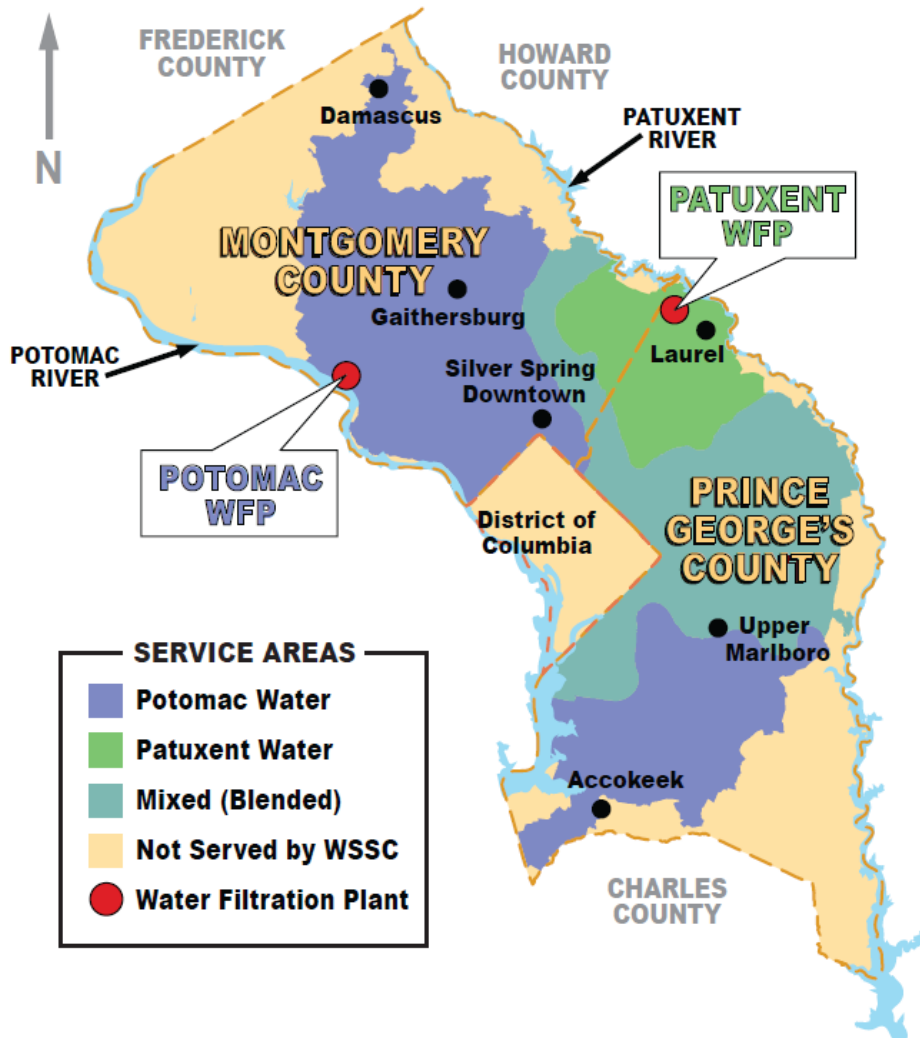 FREDERICK
COUNTY
HOWARD
COUNTY
N
Damascus
PATUXENT
RIVER
PATUXENT
WFP
MONTGOMERY
COUNTY
Gaithersburg
Laurel
POTOMAC
RIVER
Silver Spring
Downtown
POTOMAC
WFP
District of
Columbia
PRINCE
GEORGE'S
COUNTY
Upper
Marlboro
SERVICE AREAS
Potomac Water
Patuxent Water
Mixed (Blended)
Not Served by WSSC
Water Filtration Plant
Accokeek
CHARLES
COUNTY